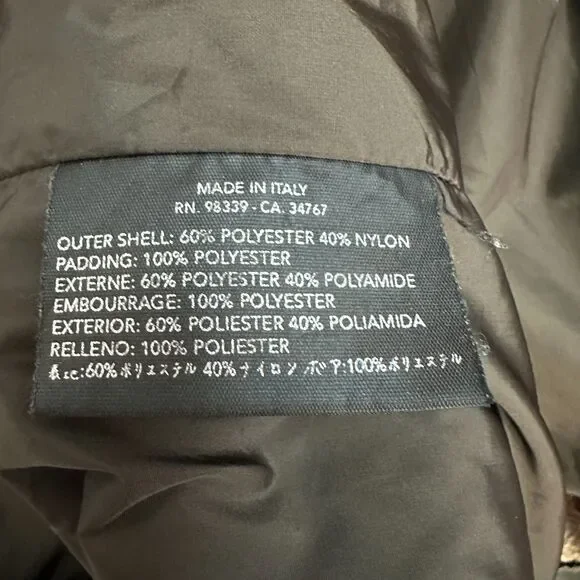 MADE IN ITALY
RN. 98339 - CA. 34767
OUTER SHELL: 60% POLYESTER 40% NYLON
PADDING: 100% POLYESTER
EXTERNE: 60% POLYESTER 40% POLYAMIDE
EMBOURRAGE: 100% POLYESTER
EXTERIOR: 60% POLIESTER 40% POLIAMIDA
RELLENO: 100% POLIESTER
60%ポリエステル 40%ナイロン 100%ポリエステル